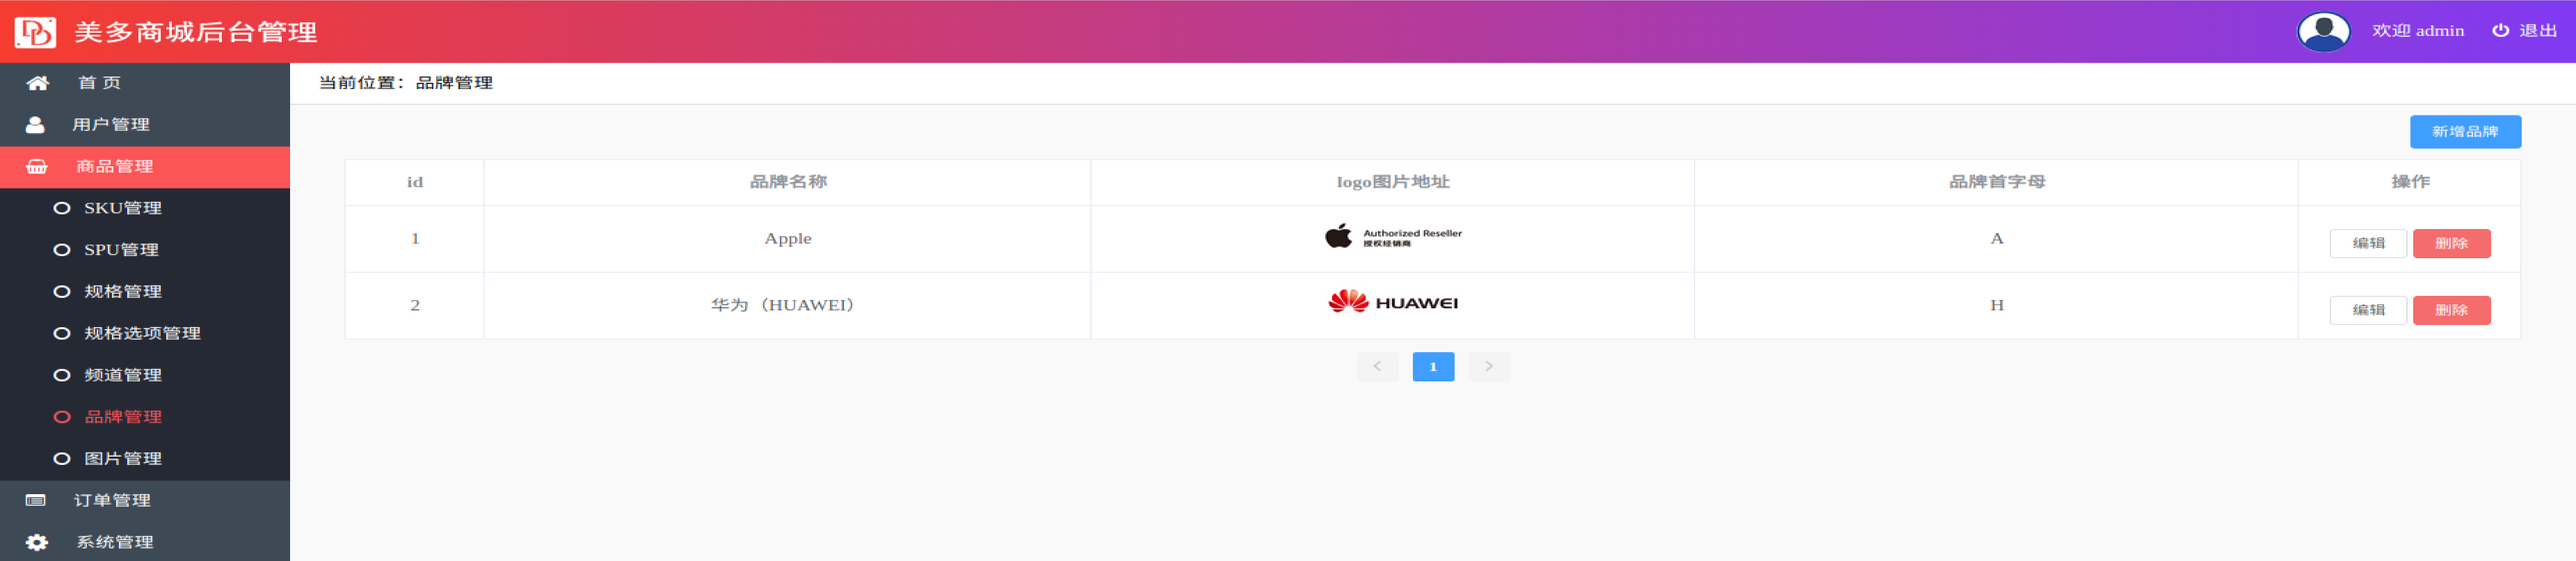 美多商城后台管理
欢迎 admin 退出
首 页
用户管理
商品管理
SKU管理
SPU管理
规格管理
规格选项管理
频道管理
品牌管理
图片管理
订单管理
系统管理
当前位置：品牌管理
新增品牌
id 品牌名称 logo图片地址 品牌首字母 操作
1 Apple Authorized Reseller 授权经销商 A 编辑 删除
2 华为（HUAWEI） HUAWEI H 编辑 删除
< 1 >